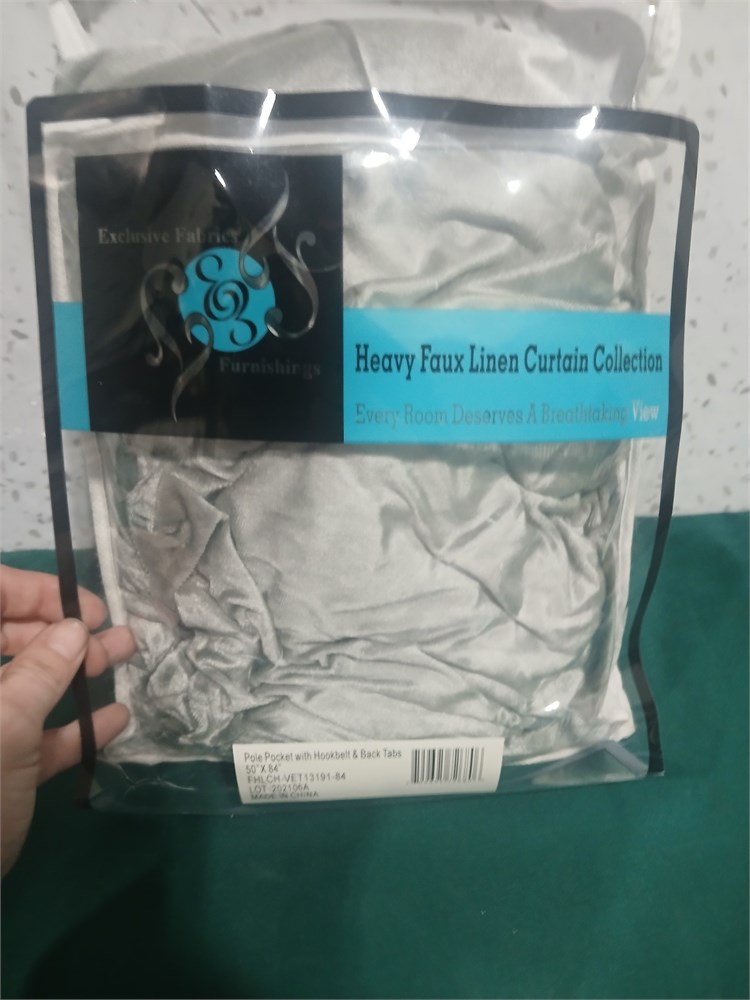 Exclusive Fabrics
Furnishings
Heavy Faux Linen Curtain Collection
Every Room Deserves A Breathtaking View
Pole Pocket with Hookbelt & Back Tabs
50"X 84"
FHLCH-VET13191-84
LOT-202106A
MADE IN CHINA